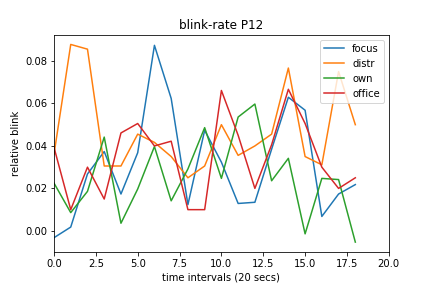 blink-rate P12
focus
distr
own
office
relative blink
0.08
0.06
0.04
0.02
0.00
0.0 2.5 5.0 7.5 10.0 12.5 15.0 17.5 20.0
time intervals (20 secs)